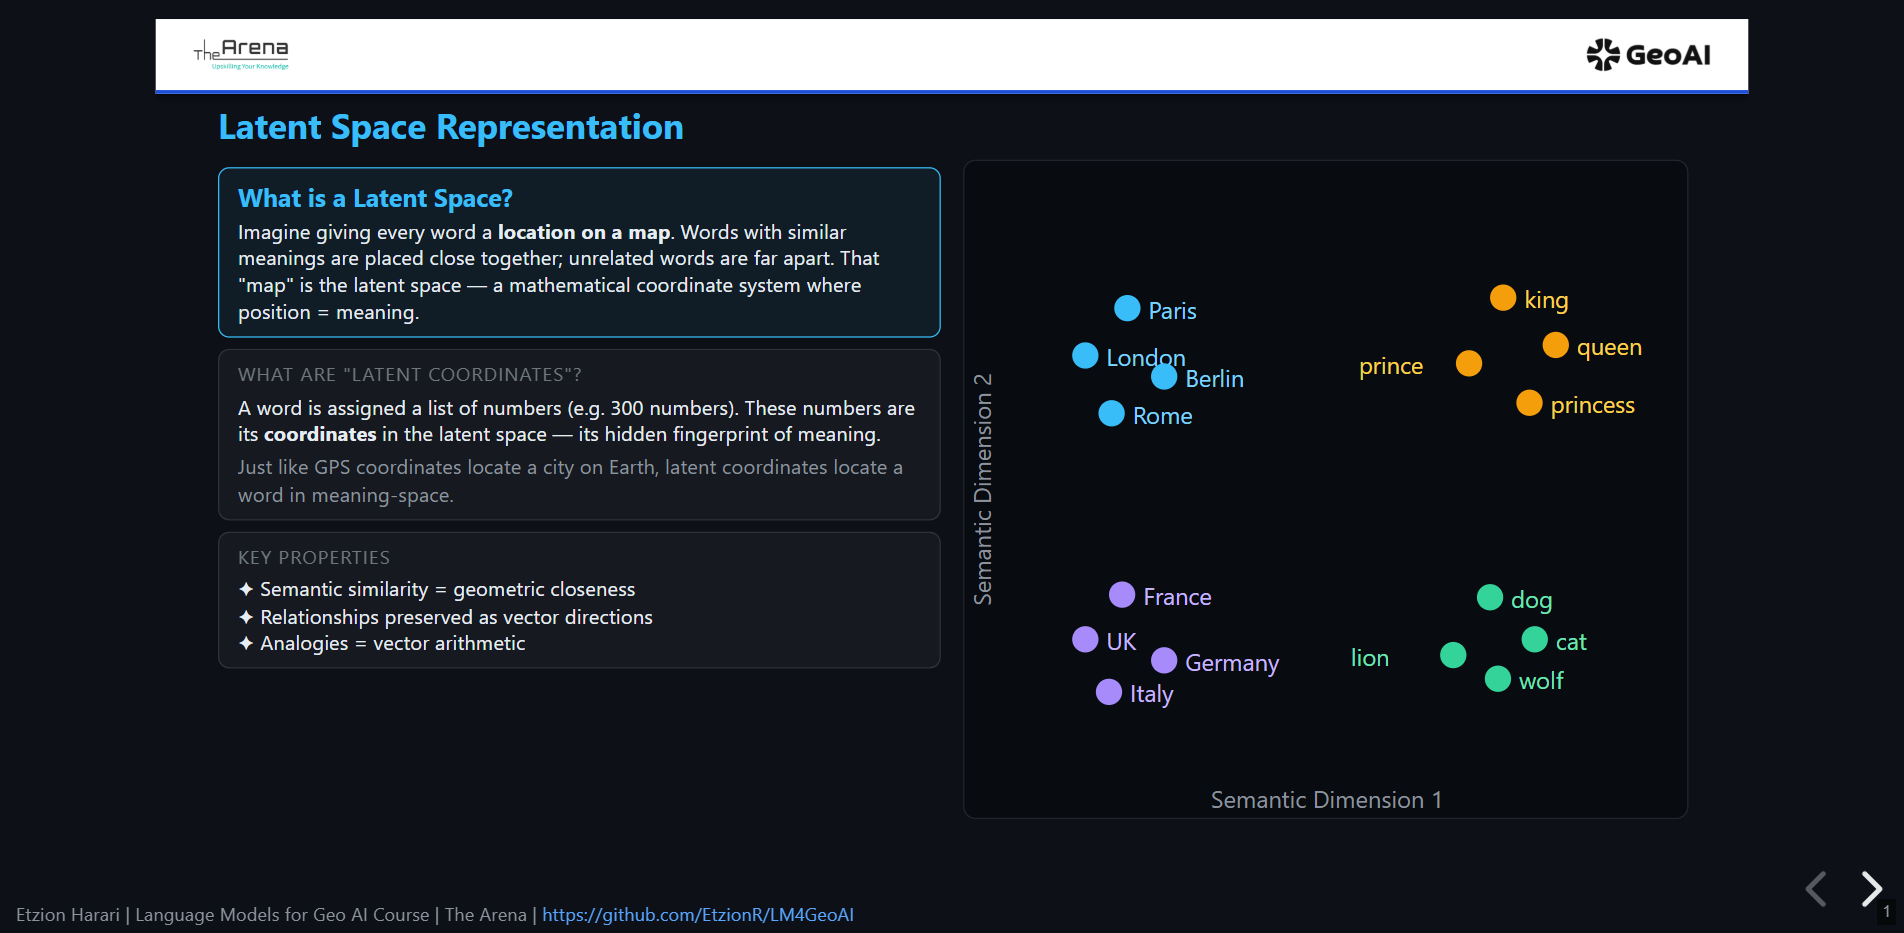 The Arena
Upskilling Your Knowledge
GeoAI
Latent Space Representation
What is a Latent Space?
Imagine giving every word a location on a map. Words with similar
meanings are placed close together; unrelated words are far apart. That
"map" is the latent space — a mathematical coordinate system where
position = meaning.
WHAT ARE "LATENT COORDINATES"?
A word is assigned a list of numbers (e.g. 300 numbers). These numbers are
its coordinates in the latent space — its hidden fingerprint of meaning.
Just like GPS coordinates locate a city on Earth, latent coordinates locate a
word in meaning-space.
KEY PROPERTIES
✦ Semantic similarity = geometric closeness
✦ Relationships preserved as vector directions
✦ Analogies = vector arithmetic
Semantic Dimension 2
Paris
London
Berlin
Rome
king
queen
prince
princess
France
UK
Germany
Italy
dog
cat
lion
wolf
Semantic Dimension 1
Etzion Harari | Language Models for Geo AI Course | The Arena | https://github.com/EtzionR/LM4GeoAI
1